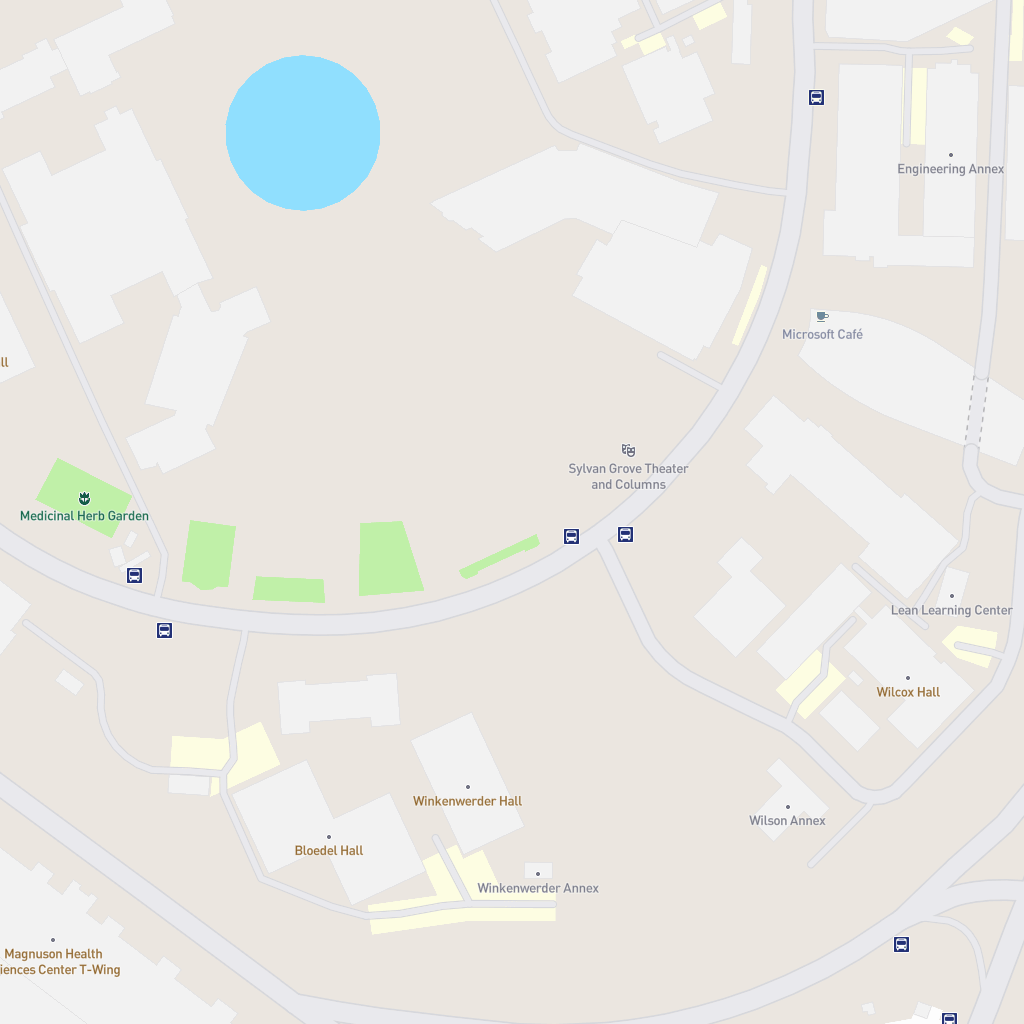 Engineering Annex
Microsoft Café
ll
Sylvan Grove Theater
and Columns
Medicinal Herb Garden
Lean Learning Center
Wilcox Hall
Winkenwerder Hall
Wilson Annex
Bloedel Hall
Winkenwerder Annex
Magnuson Health
iences Center T-Wing